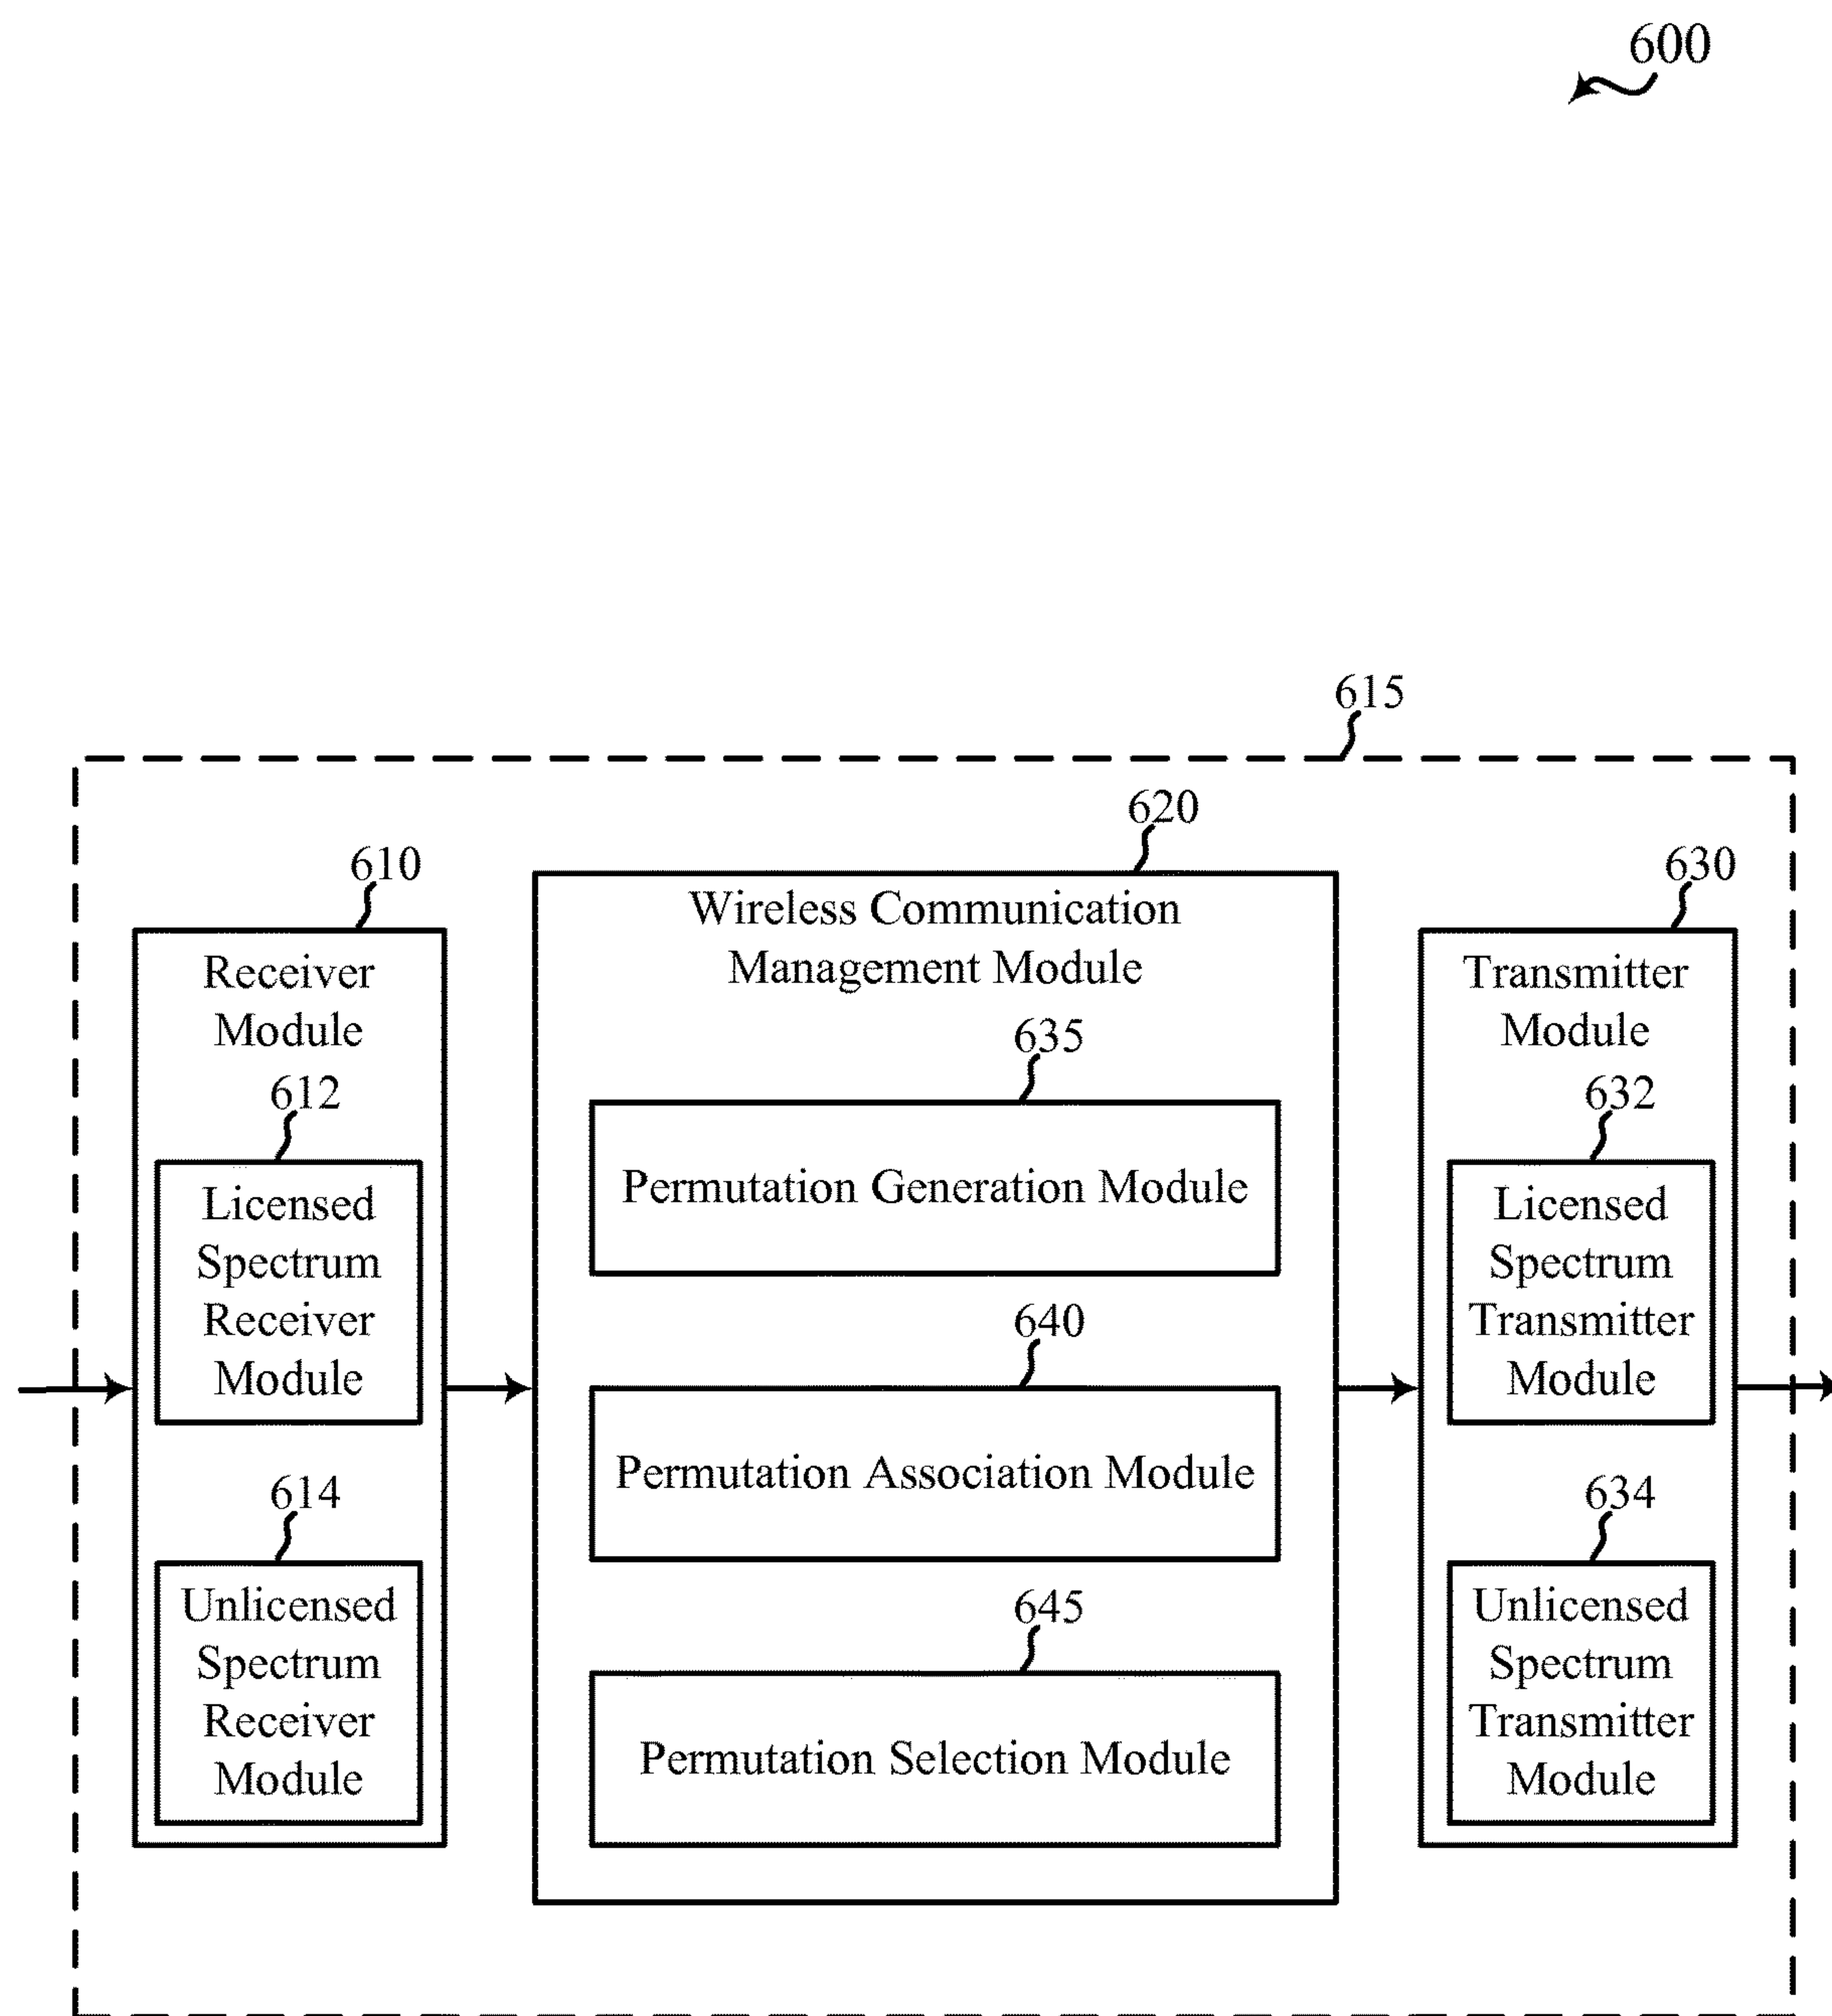 600
615
620
610
630
Wireless Communication
Management Module
Receiver
Module
Transmitter
Module
635
612
632
Permutation Generation Module
Licensed
Spectrum
Receiver
Module
Licensed
Spectrum
Transmitter
Module
640
Permutation Association Module
614
634
Unlicensed
Spectrum
Receiver
Module
Unlicensed
Spectrum
Transmitter
Module
645
Permutation Selection Module